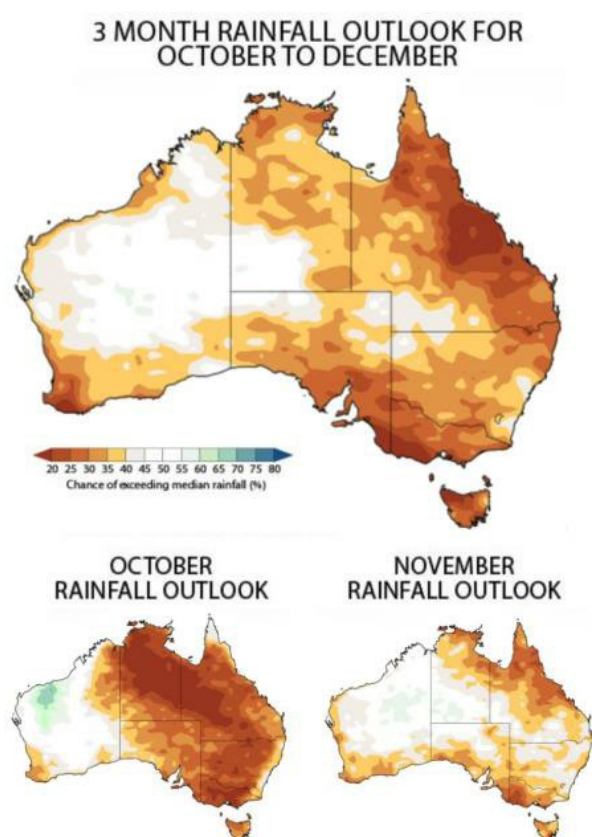 3 MONTH RAINFALL OUTLOOK FOR
OCTOBER TO DECEMBER
20 25 30 35 40 45 50 55 60 65 70 75 80
Chance of exceeding median rainfall (%)
OCTOBER
RAINFALL OUTLOOK
NOVEMBER
RAINFALL OUTLOOK